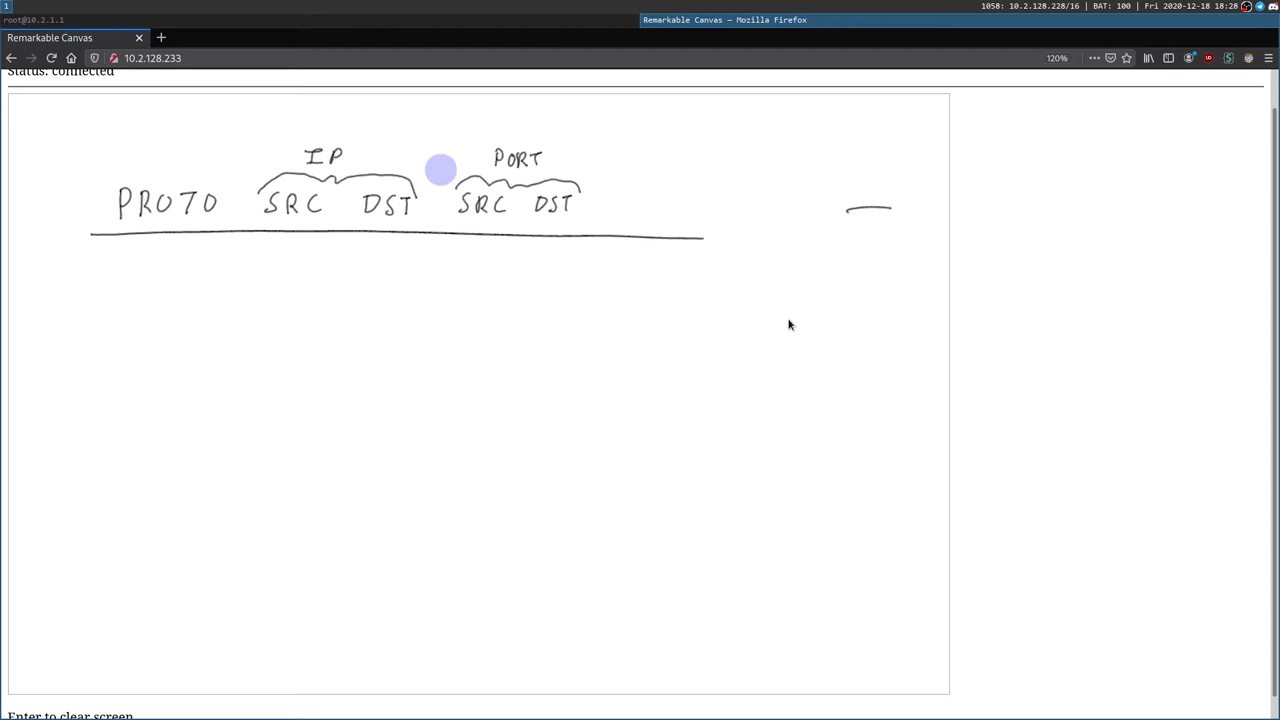 1
1058: 10.2.128.228/16 | BAT: 100 | Fri 2020-12-18 18:28
root@10.2.1.1
Remarkable Canvas — Mozilla Firefox
Remarkable Canvas
10.2.128.233
120%
Status: connected
IP PORT
PROTO SRC DST SRC DST
Enter to clear screen